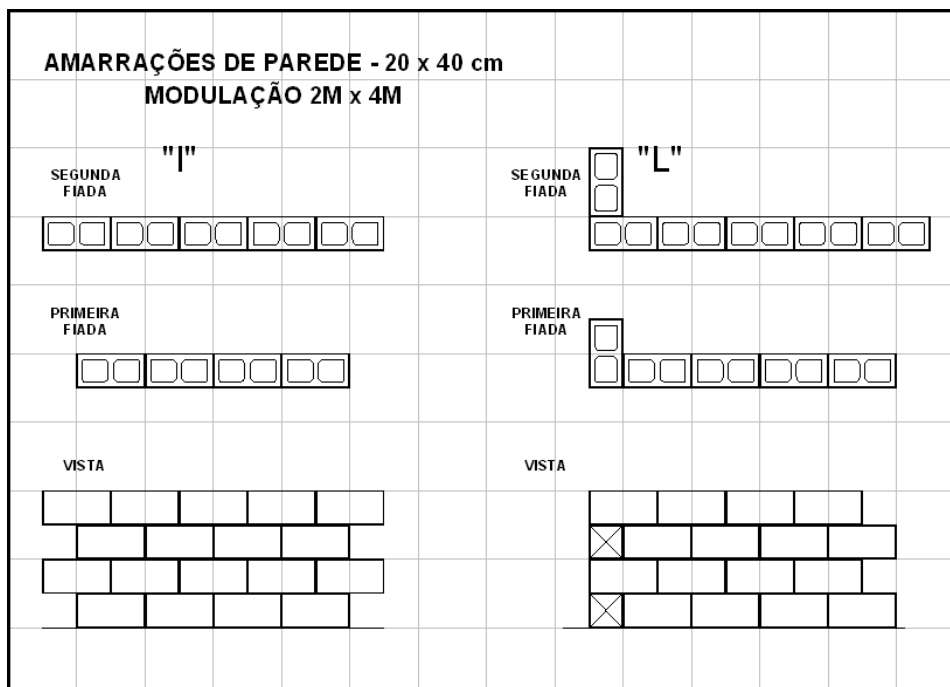 AMARRAÇÕES DE PAREDE - 20 x 40 cm
MODULAÇÃO 2M x 4M
"I"
SEGUNDA
FIADA
PRIMEIRA
FIADA
VISTA
"L"
SEGUNDA
FIADA
PRIMEIRA
FIADA
VISTA